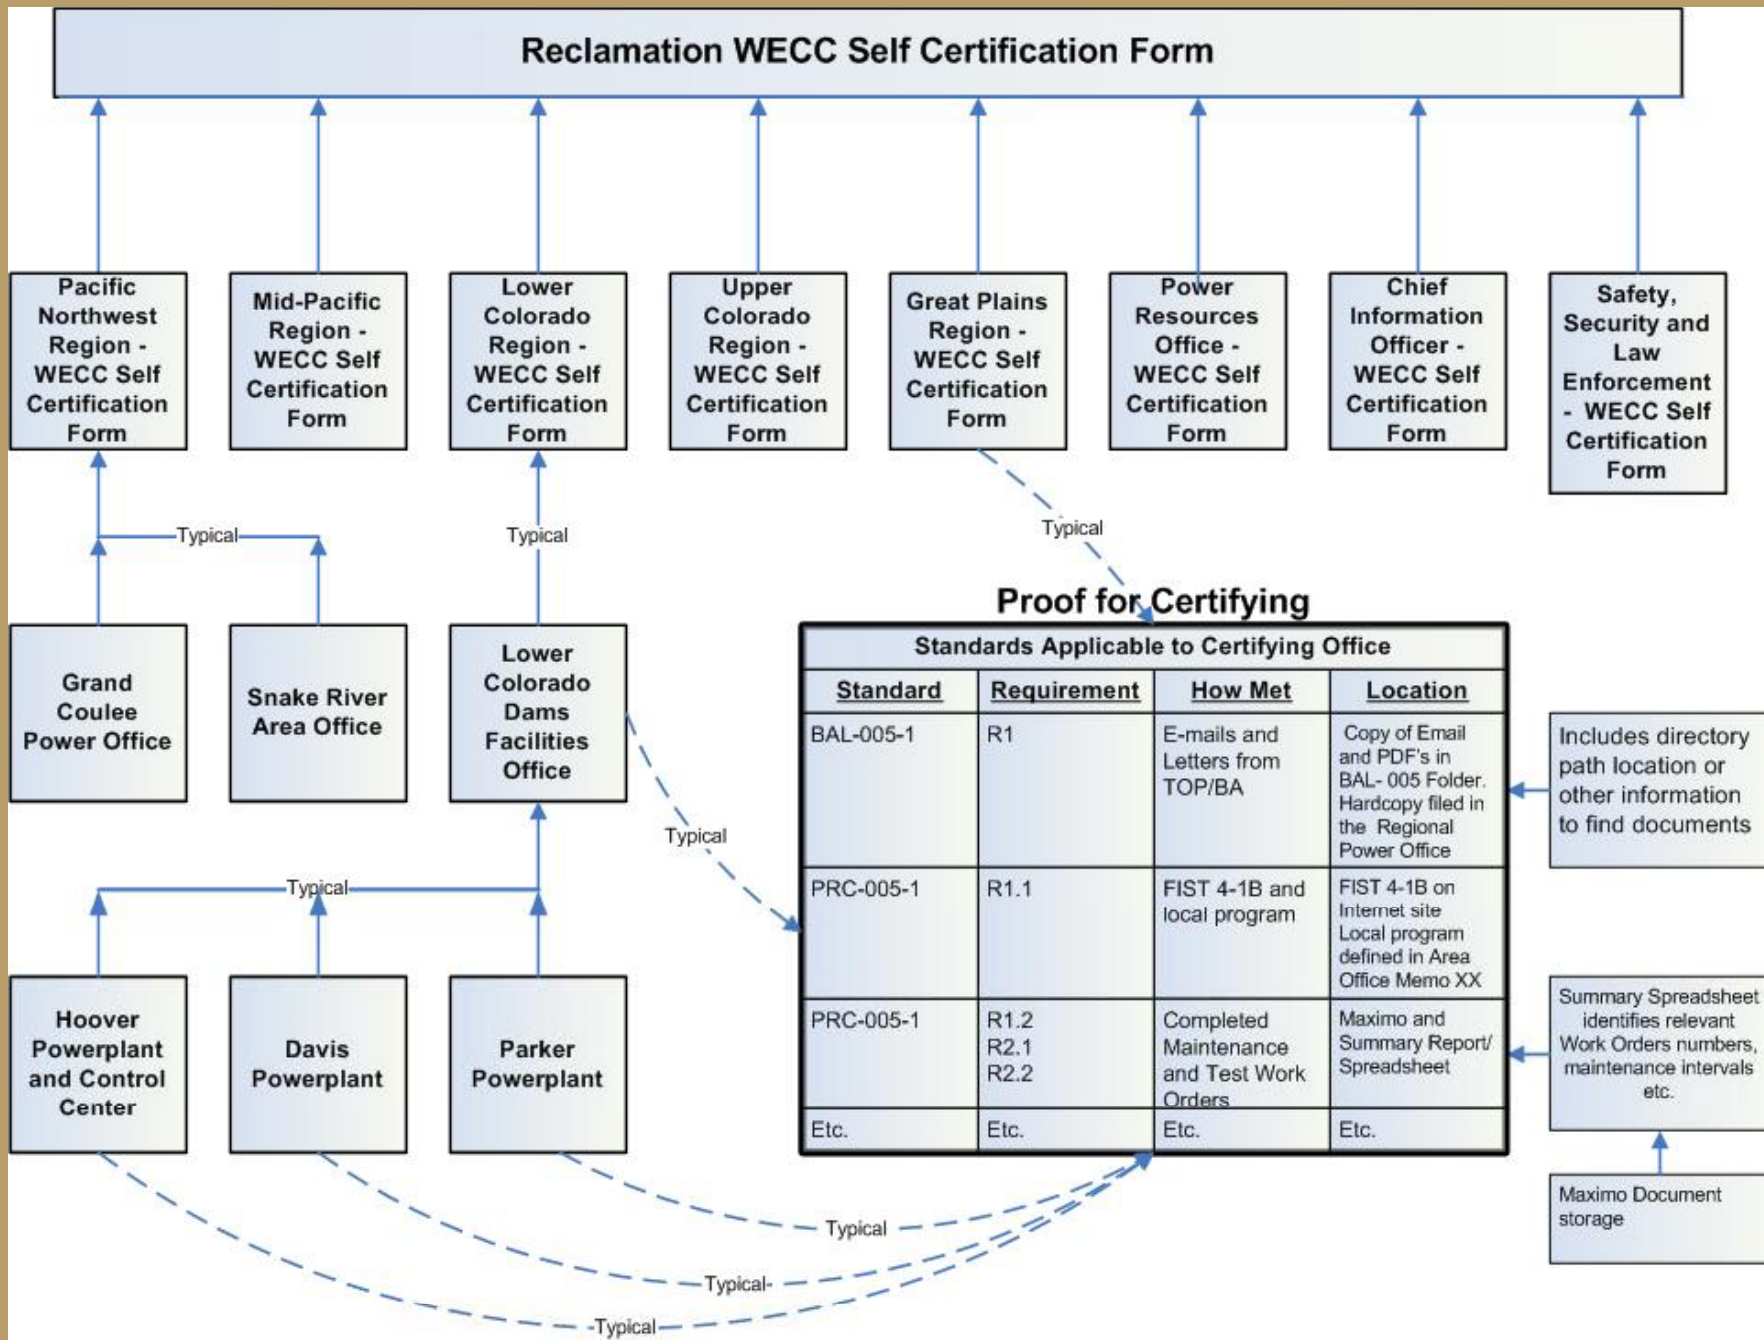 Reclamation WECC Self Certification Form
Pacific
Northwest
Region -
WECC Self
Certification
Form
Mid-Pacific
Region -
WECC Self
Certification
Form
Lower
Colorado
Region -
WECC Self
Certification
Form
Upper
Colorado
Region -
WECC Self
Certification
Form
Great Plains
Region -
WECC Self
Certification
Form
Power
Resources
Office -
WECC Self
Certification
Form
Chief
Information
Officer -
WECC Self
Certification
Form
Safety,
Security and
Law
Enforcement
- WECC Self
Certification
Form
Typical
Typical
Typical
Grand
Coulee
Power Office
Snake River
Area Office
Lower
Colorado
Dams
Facilities
Office
Typical
Typical
Hoover
Powerplant
and Control
Center
Davis
Powerplant
Parker
Powerplant
Typical
Typical
Typical
Proof for Certifying
Standards Applicable to Certifying Office
Standard Requirement How Met Location
BAL-005-1
R1
E-mails and
Letters from
TOP/BA
Copy of Email
and PDF's in
BAL- 005 Folder.
Hardcopy filed in
the Regional
Power Office
PRC-005-1
R1.1
FIST 4-1B and
local program
FIST 4-1B on
Internet site
Local program
defined in Area
Office Memo XX
PRC-005-1
R1.2
R2.1
R2.2
Completed
Maintenance
and Test Work
Orders
Maximo and
Summary Report/
Spreadsheet
Etc. Etc. Etc. Etc.
Includes directory
path location or
other information
to find documents
Summary Spreadsheet
identifies relevant
Work Orders numbers,
maintenance intervals
etc.
Maximo Document
storage